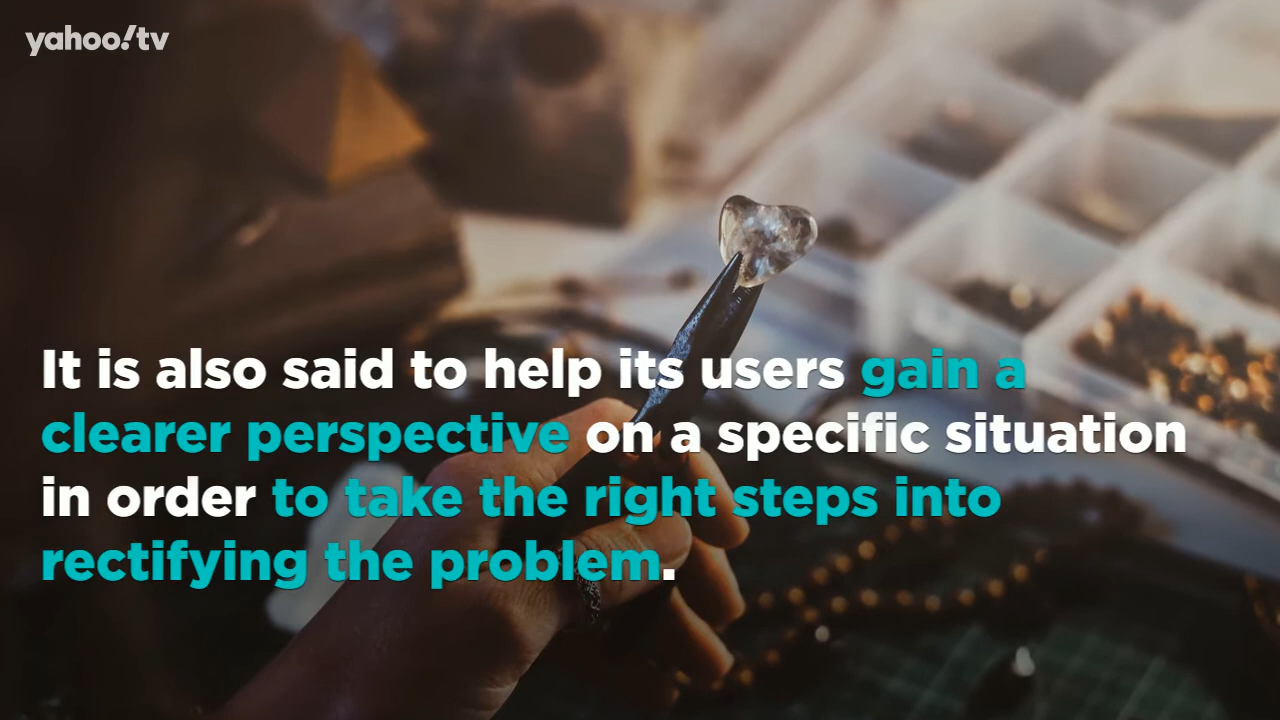 yahoo!tv
It is also said to help its users gain a
clearer perspective on a specific situation
in order to take the right steps into
rectifying the problem.